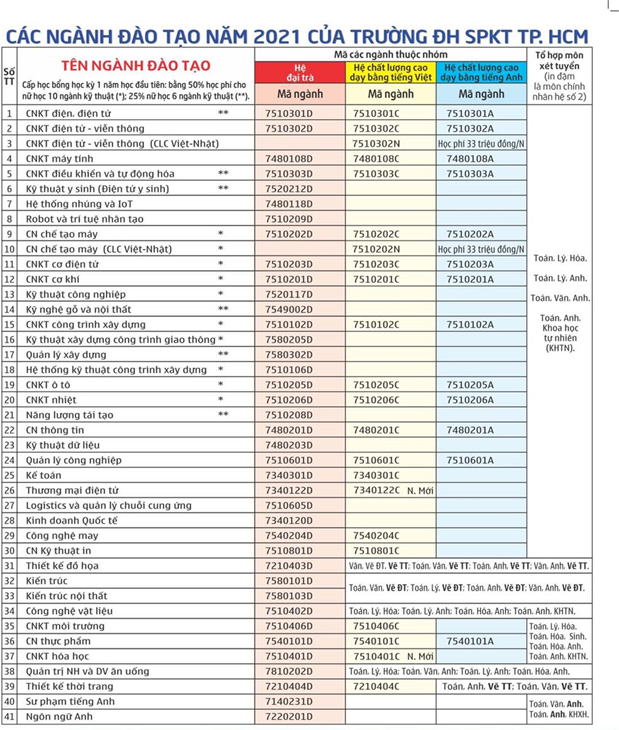 CÁC NGÀNH ĐÀO TẠO NĂM 2021 CỦA TRƯỜNG ĐH SPKT TP. HCM
Số TT
TÊN NGÀNH ĐÀO TẠO
Cấp học bổng học kỳ 1 năm học đầu tiên: bằng 50% học phí cho
nữ học 10 ngành kỹ thuật (*); 25% nữ học 6 ngành kỹ thuật (**).
Mã các ngành thuộc nhóm
Hệ đại trà
Hệ chất lượng cao dạy bằng tiếng Việt
Hệ chất lượng cao dạy bằng tiếng Anh
Mã ngành Mã ngành Mã ngành
Tổ hợp môn
xét tuyển
(in đậm
là môn chính
nhân hệ số 2)
1 CNKT điện. điện tử ** 7510301D 7510301C 7510301A
2 CNKT điện tử - viễn thông 7510302D 7510302C 7510302A
3 CNKT điện tử - viễn thông (CLC Việt-Nhật) 7510302N Học phí 33 triệu đồng/N
4 CNKT máy tính 7480108D 7480108C 7480108A
5 CNKT điều khiển và tự động hóa ** 7510303D 7510303C 7510303A
6 Kỹ thuật y sinh (Điện tử y sinh) ** 7520212D
7 Hệ thống nhúng và IoT 7480118D
8 Robot và trí tuệ nhân tạo 7510209D
9 CN chế tạo máy * 7510202D 7510202C 7510202A
10 CN chế tạo máy (CLC Việt-Nhật) * 7510202N Học phí 33 triệu đồng/N
11 CNKT cơ điện tử * 7510203D 7510203C 7510203A
12 CNKT cơ khí * 7510201D 7510201C 7510201A
13 Kỹ thuật công nghiệp * 7520117D
14 Kỹ nghệ gỗ và nội thất ** 7549002D
15 CNKT công trình xây dựng * 7510102D 7510102C 7510102A
16 Kỹ thuật xây dựng công trình giao thông * 7580205D
17 Quản lý xây dựng ** 7580302D
18 Hệ thống kỹ thuật công trình xây dựng * 7510106D
19 CNKT ô tô * 7510205D 7510205C 7510205A
20 CNKT nhiệt * 7510206D 7510206C 7510206A
21 Năng lượng tái tạo ** 7510208D
22 CN thông tin 7480201D 7480201C 7480201A
23 Kỹ thuật dữ liệu 7480203D
24 Quản lý công nghiệp 7510601D 7510601C 7510601A
25 Kế toán 7340301D 7340301C
26 Thương mại điện tử 7340122D 7340122C N. Mới
27 Logistics và quản lý chuỗi cung ứng 7510605D
28 Kinh doanh Quốc tế 7340120D
29 Công nghệ may 7540204D 7540204C
30 CN Kỹ thuật in 7510801D 7510801C
Toán. Lý. Hóa.
Toán. Lý. Anh.
Toán. Văn. Anh.
Toán. Anh.
Khoa học
tự nhiên
(KHTN).
31 Thiết kế đồ họa 7210403D Văn. Vẽ ĐT. Vẽ TT; Toán. Văn. Vẽ TT; Toán. Anh. Vẽ TT; Văn. Anh. Vẽ TT.
32 Kiến trúc 7580101D
Toán. Văn. Vẽ ĐT; Toán. Lý. Vẽ ĐT; Toán. Anh. Vẽ ĐT; Văn. Anh. Vẽ ĐT.
33 Kiến trúc nội thất 7580103D
34 Công nghệ vật liệu 7510402D Toán. Lý. Hóa; Toán. Lý. Anh; Toán. Hóa. Anh; Toán. Anh. KHTN.
35 CNKT môi trường 7510406D 7510406C Toán. Lý. Hóa.
36 CN thực phẩm 7540101D 7540101C 7540101A Toán. Hóa. Sinh.
Toán. Hóa. Anh.
37 CNKT hóa học 7510401D 7510401C N. Mới Toán. Anh. KHTN.
38 Quản trị NH và DV ăn uống 7810202D Toán. Lý. Hóa; Toán. Văn. Anh; Toán. Lý. Anh; Toán. Hóa. Anh.
39 Thiết kế thời trang 7210404D 7210404C Toán. Anh. Vẽ TT; Toán. Văn. Vẽ TT.
40 Sư phạm tiếng Anh 7140231D Toán. Văn. Anh.
41 Ngôn ngữ Anh 7220201D Toán. Anh. KHXH.